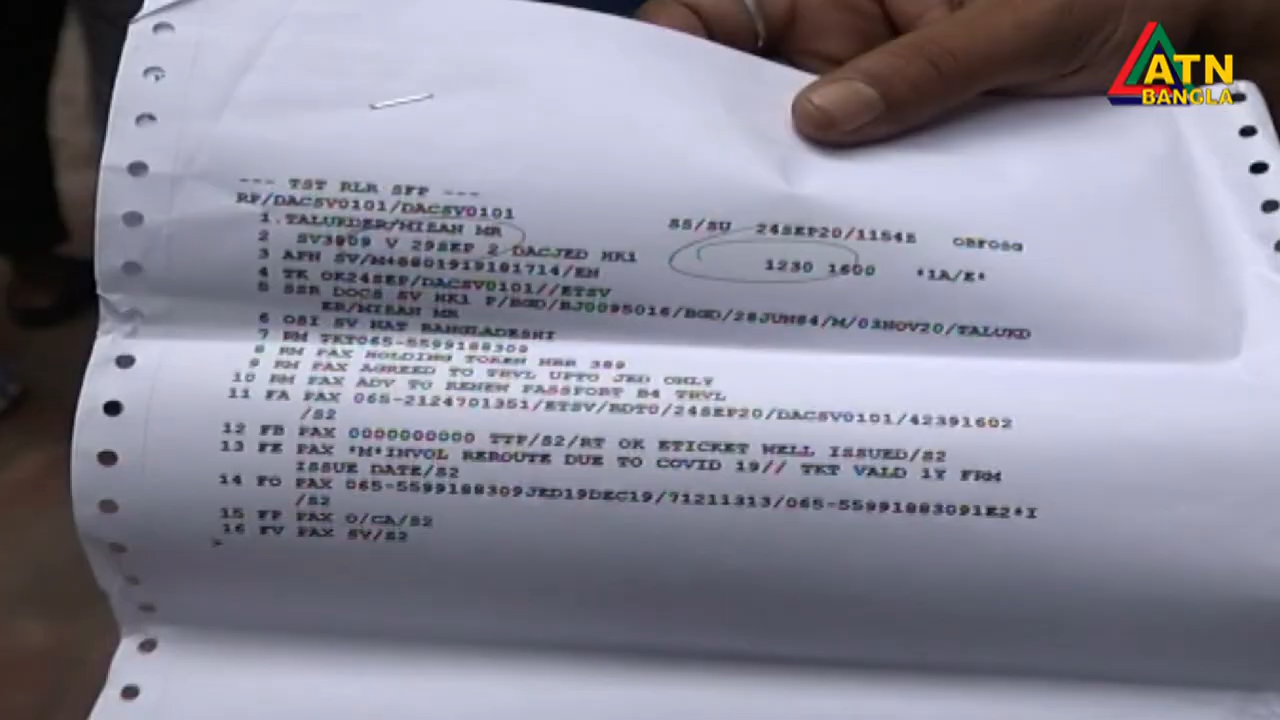 ATN
BANGLA
--- TST RLR SFP ---
RP/DACSV0101/DACSV0101 SS/SU 24SEP20/1154Z OBFOSQ
1.TALUKDER/MIZAN MR
2 SV3809 V 29SEP 2 DACJED HK1 1230 1600 *1A/E*
3 APN SV/M+8801919181714/EN
4 TK OK24SEP/DACSV0101//ETSV
5 SSR DOCS SV HK1 P/BGD/BJ0095016/BGD/28JUN84/M/03NOV20/TALUKD
ER/MIZAN MR
6 OSI SV NAT BANGLADESHI
7 RM TKT065-5599188309
8 RM PAX HOLDING TOKEN NBR 389
9 RM PAX AGREED TO TRVL UPTO JED ONLY
10 RM PAX ADV TO RENEW PASSPORT B4 TRVL
11 FA PAX 065-2124701351/ETSV/BDT0/24SEP20/DACSV0101/42391602
/S2
12 FB PAX 0000000000 TTP/S2/RT OK ETICKET WELL ISSUED/S2
13 FE PAX *M*INVOL REROUTE DUE TO COVID 19// TKT VALD 1Y FRM
ISSUE DATE/S2
14 FO PAX 065-5599188309JED19DEC19/71211313/065-55991883091E2*I
/S2
15 FP PAX O/CA/S2
16 FV PAX SV/S2
>